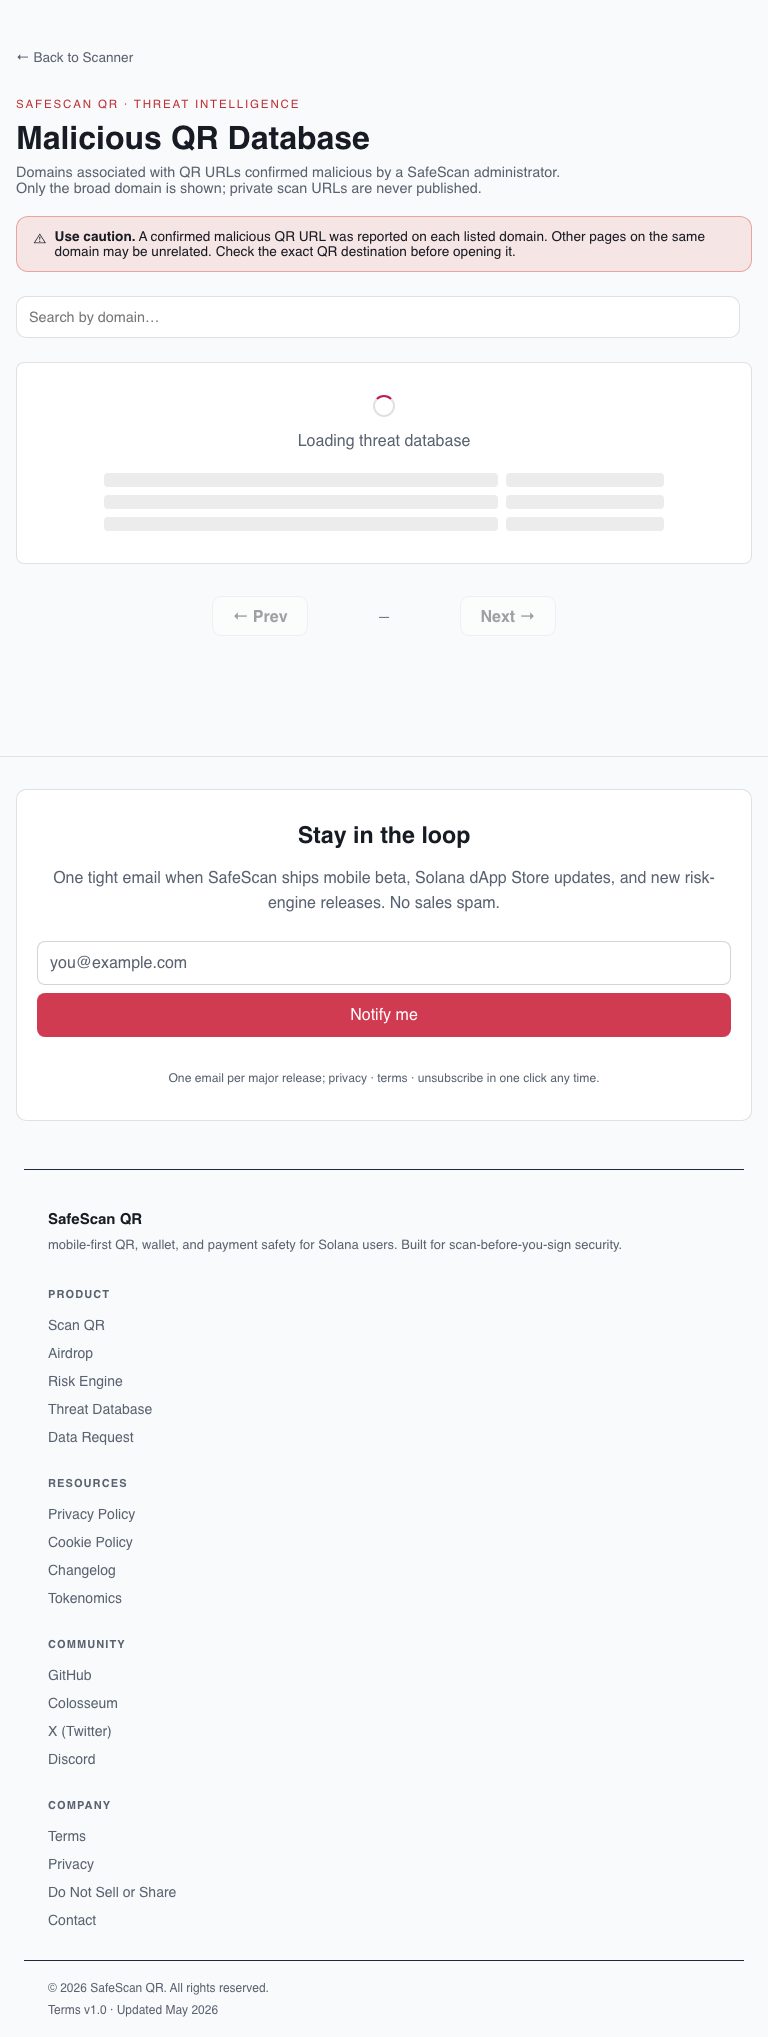 ← Back to Scanner
SAFESCAN QR · THREAT INTELLIGENCE
Malicious QR Database
Domains associated with QR URLs confirmed malicious by a SafeScan administrator.
Only the broad domain is shown; private scan URLs are never published.
⚠ Use caution. A confirmed malicious QR URL was reported on each listed domain. Other pages on the same
domain may be unrelated. Check the exact QR destination before opening it.
Search by domain…
Loading threat database
← Prev – Next →
Stay in the loop
One tight email when SafeScan ships mobile beta, Solana dApp Store updates, and new risk-
engine releases. No sales spam.
you@example.com
Notify me
One email per major release; privacy · terms · unsubscribe in one click any time.
SafeScan QR
mobile-first QR, wallet, and payment safety for Solana users. Built for scan-before-you-sign security.
PRODUCT
Scan QR
Airdrop
Risk Engine
Threat Database
Data Request
RESOURCES
Privacy Policy
Cookie Policy
Changelog
Tokenomics
COMMUNITY
GitHub
Colosseum
X (Twitter)
Discord
COMPANY
Terms
Privacy
Do Not Sell or Share
Contact
© 2026 SafeScan QR. All rights reserved.
Terms v1.0 · Updated May 2026